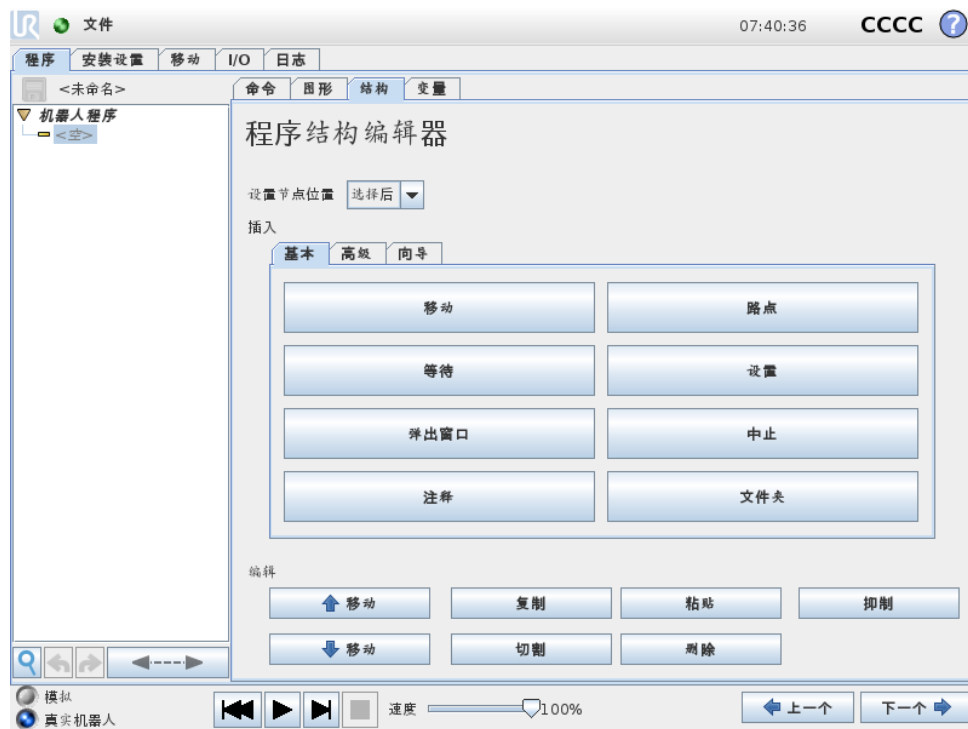 UR 文件 07:40:36 CCCC ?
程序 安装设置 移动 I/O 日志
<未命名> 命令 图形 结构 变量
机器人程序
<空>
程序结构编辑器
设置节点位置 选择后
插入
基本 高级 向导
移动 路点
等待 设置
弹出窗口 中止
注释 文件夹
编辑
移动 复制 粘贴 抑制
移动 切割 删除
模拟
真实机器人
速度 100% 上一个 下一个